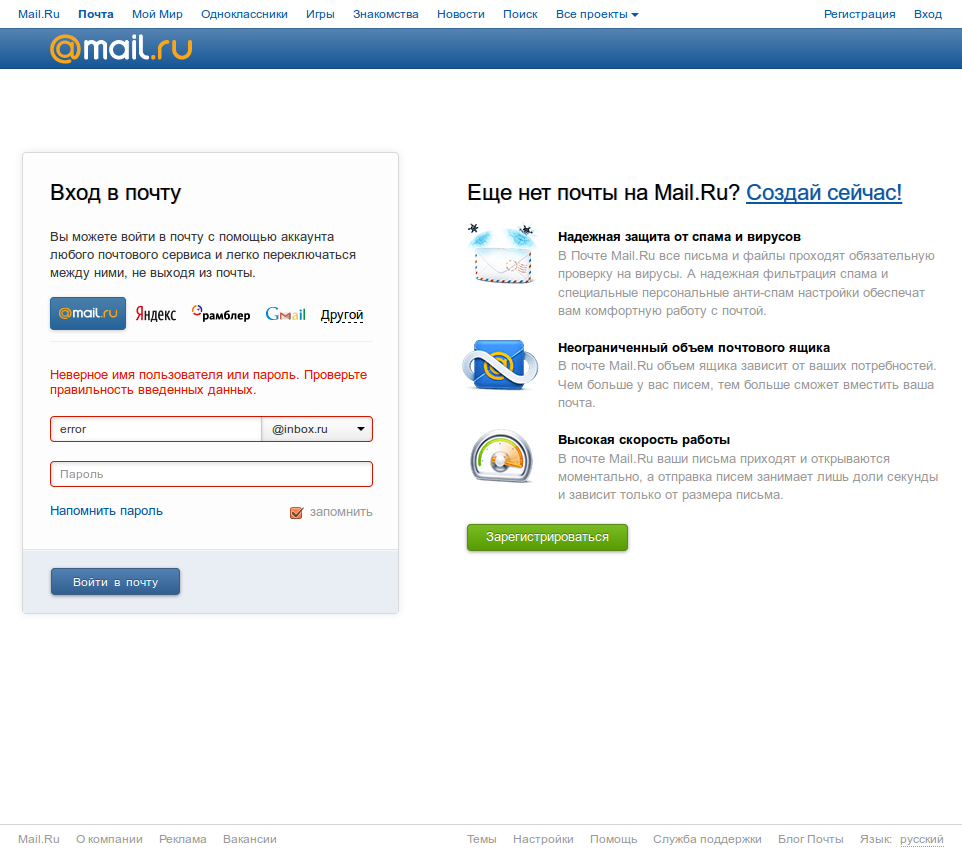 Mail.Ru Почта Мой Мир Одноклассники Игры Знакомства Новости Поиск Все проекты Регистрация Вход
@mail.ru
Вход в почту
Вы можете войти в почту с помощью аккаунта
любого почтового сервиса и легко переключаться
между ними, не выходя из почты.
@mail.ru Яндекс Рамблер Gmail Другой
Неверное имя пользователя или пароль. Проверьте
правильность введенных данных.
error @inbox.ru
Пароль
Напомнить пароль запомнить
Войти в почту
Еще нет почты на Mail.Ru? Создай сейчас!
Надежная защита от спама и вирусов
В Почте Mail.Ru все письма и файлы проходят обязательную
проверку на вирусы. А надежная фильтрация спама и
специальные персональные анти-спам настройки обеспечат
вам комфортную работу с почтой.
Неограниченный объем почтового ящика
В почте Mail.Ru объем ящика зависит от ваших потребностей.
Чем больше у вас писем, тем больше сможет вместить ваша
почта.
Высокая скорость работы
В почте Mail.Ru ваши письма приходят и открываются
моментально, а отправка писем занимает лишь доли секунды
и зависит только от размера письма.
Зарегистрироваться
Mail.Ru О компании Реклама Вакансии Темы Настройки Помощь Служба поддержки Блог Почты Язык: русский